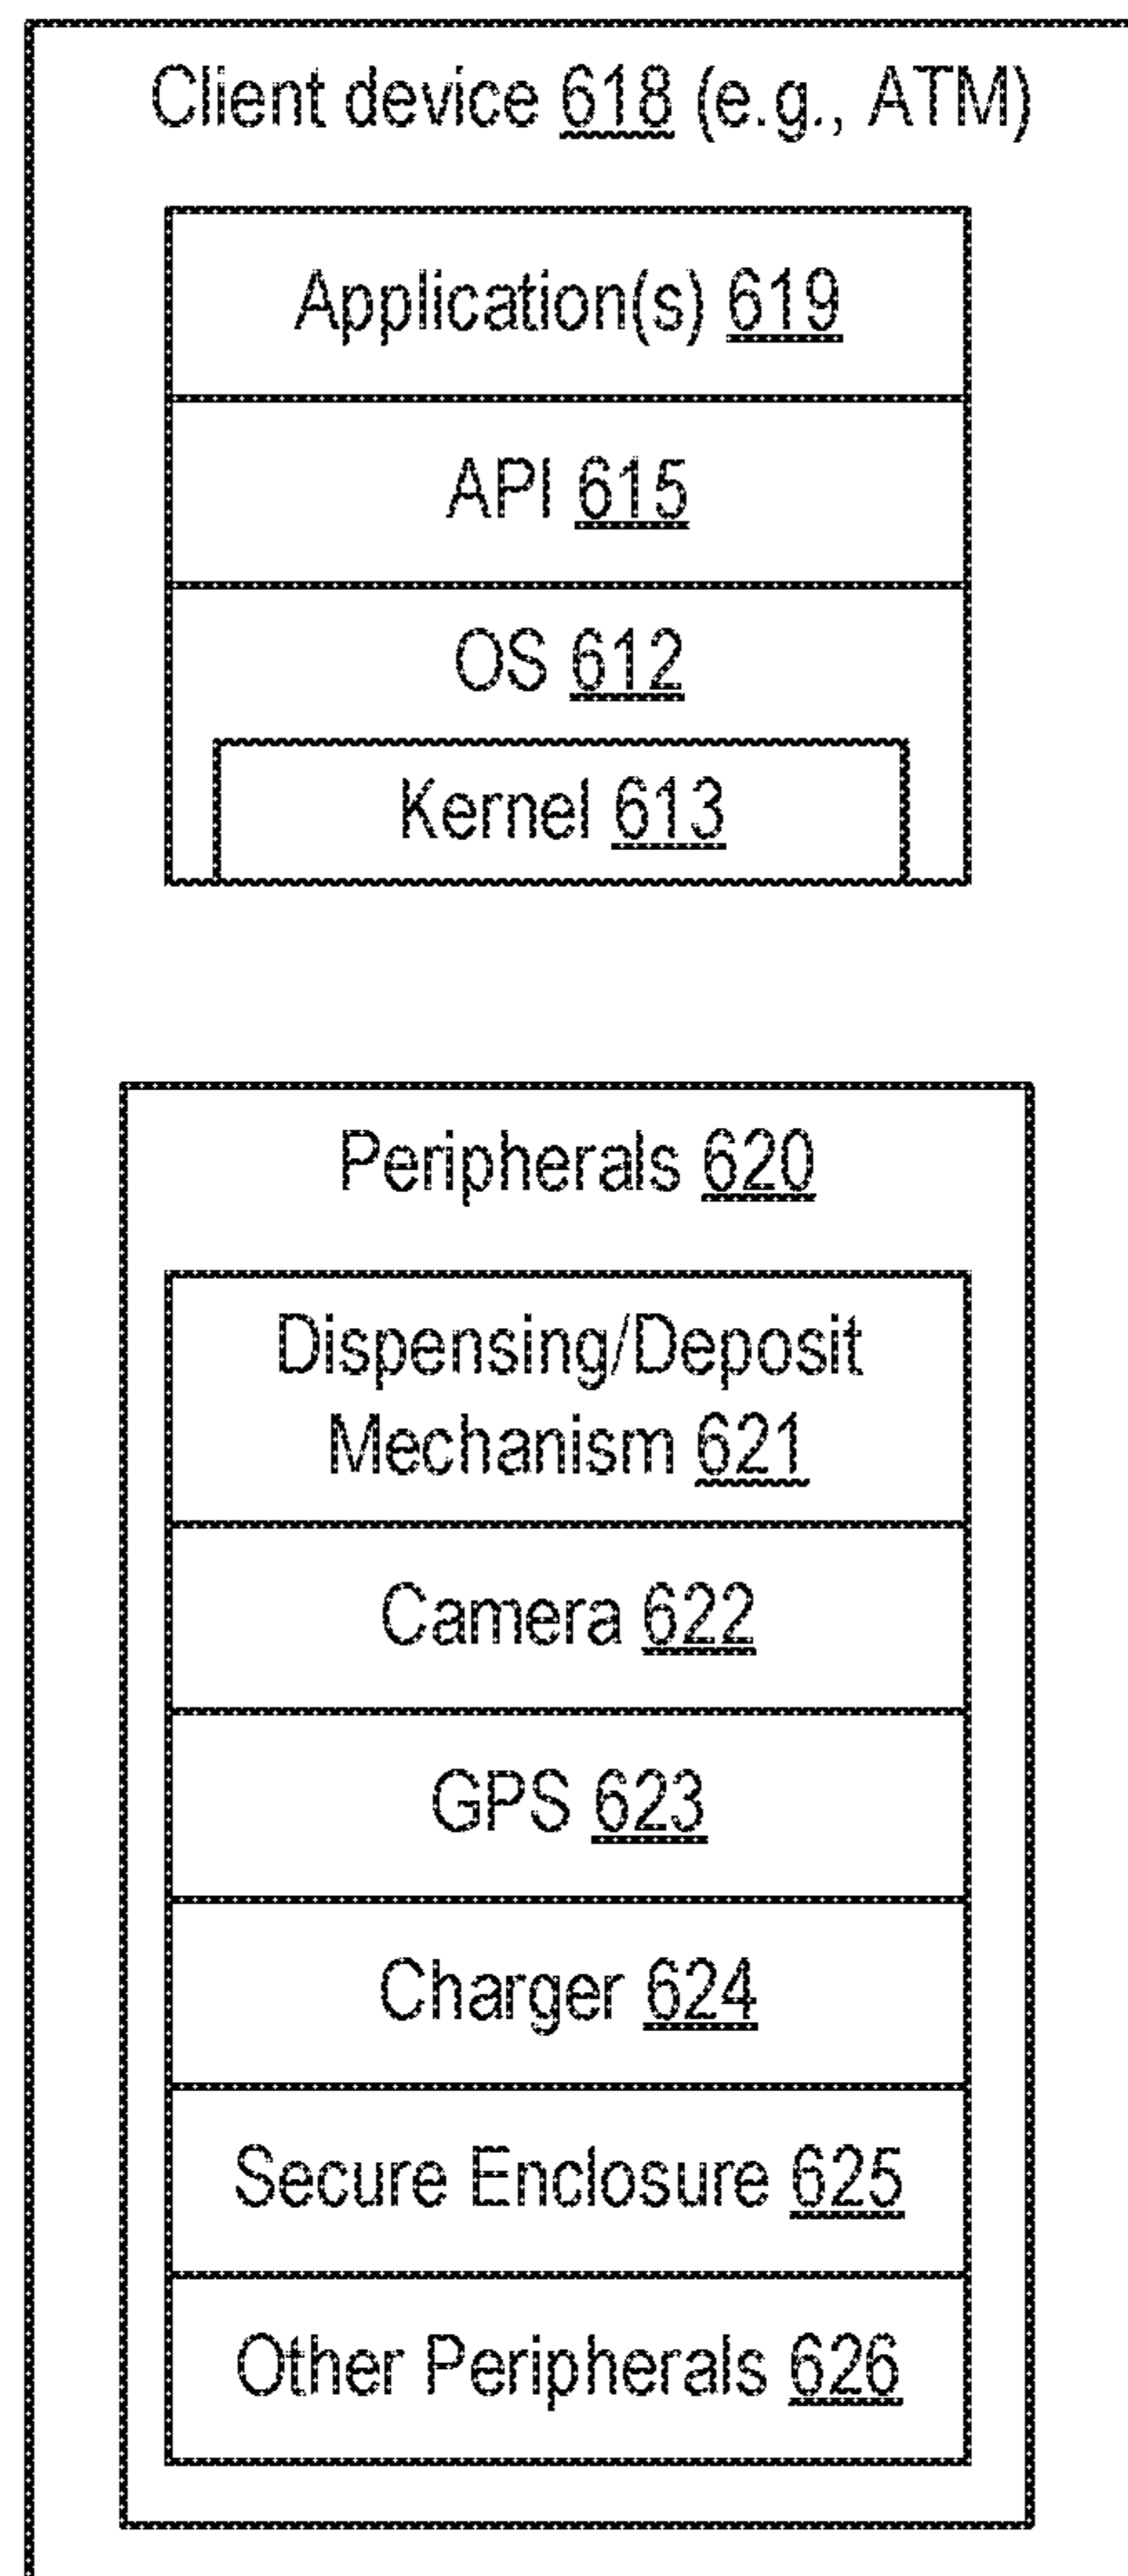 Client device 618 (e.g., ATM)
Application(s) 619
API 615
OS 612
Kernel 613
Peripherals 620
Dispensing/Deposit
Mechanism 621
Camera 622
GPS 623
Charger 624
Secure Enclosure 625
Other Peripherals 626